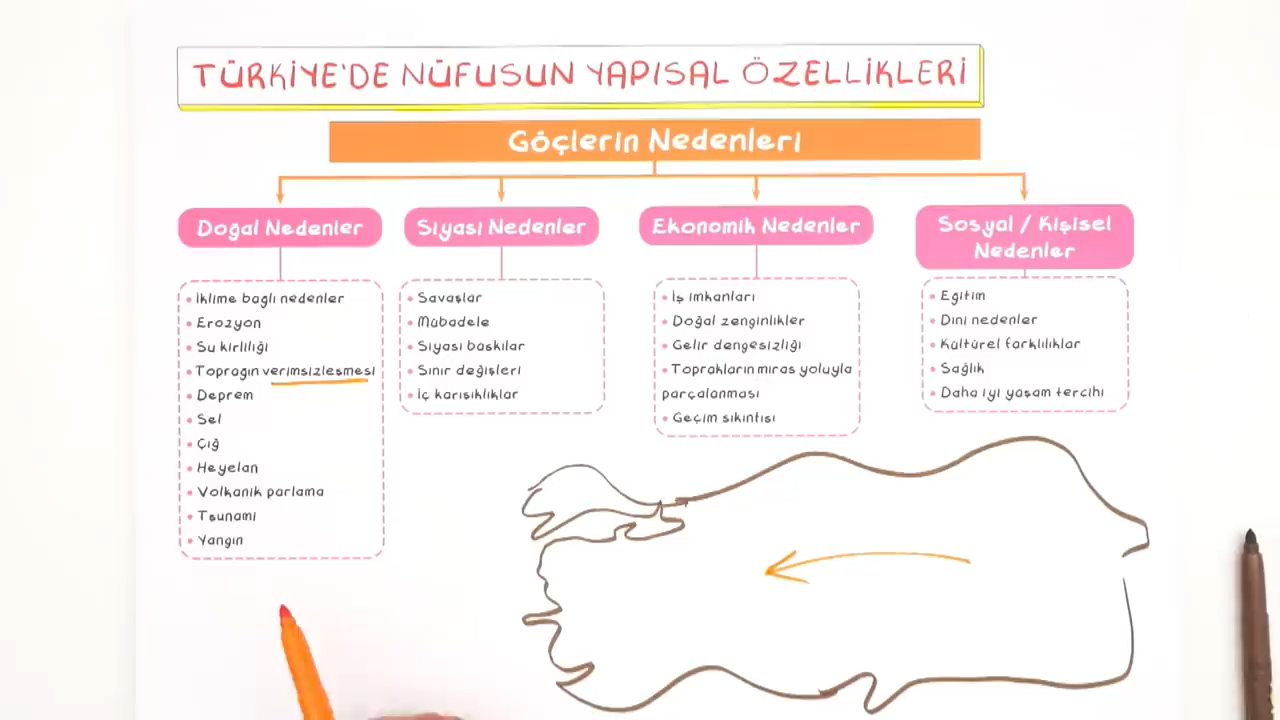 TÜRKİYE'DE NÜFUSUN YAPISAL ÖZELLİKLERİ
Göçlerin Nedenleri
Doğal Nedenler
İklime bağlı nedenler
Erozyon
Su kirliliği
Toprağın verimsizleşmesi
Deprem
Sel
Çığ
Heyelan
Volkanik parlama
Tsunami
Yangın
Siyasi Nedenler
Savaşlar
Mübadele
Siyasi baskılar
Sınır değişleri
İç karışıklıklar
Ekonomik Nedenler
İş imkanları
Doğal zenginlikler
Gelir dengesizliği
Toprakların miras yoluyla
parçalanması
Geçim sıkıntısı
Sosyal / Kişisel
Nedenler
Eğitim
Dini nedenler
Kültürel farklılıklar
Sağlık
Daha iyi yaşam tercihi